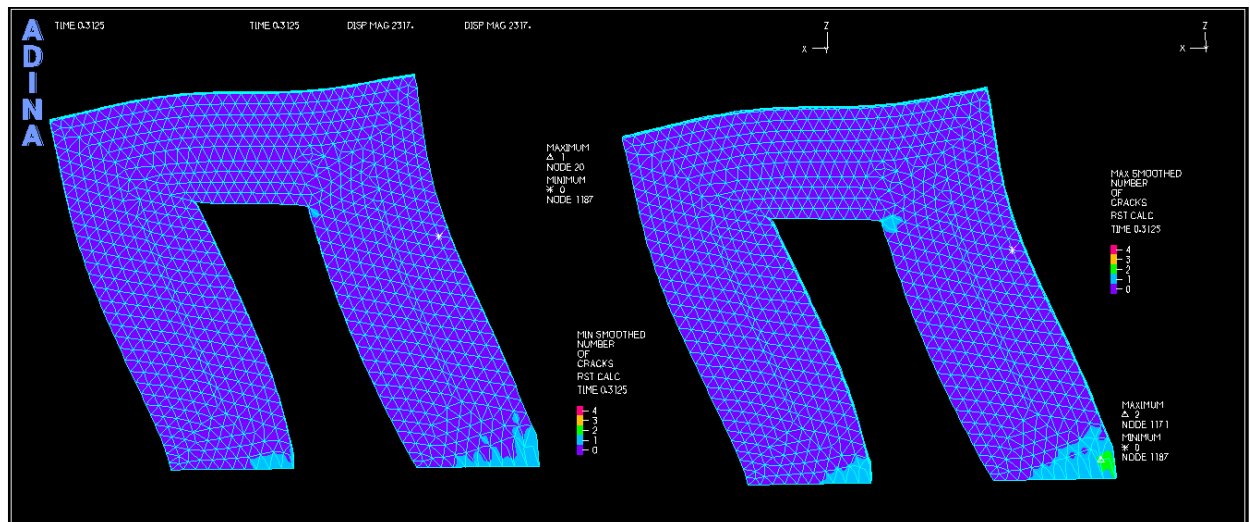 ADINA
TIME 0.3125 TIME 0.3125 DISP MAG 2317. DISP MAG 2317.
Z
X Y
Z
X Y
MAXIMUM
△ 1
NODE 20
MINIMUM
* 0
NODE 1187
MIN SMOOTHED
NUMBER
OF
CRACKS
RST CALC
TIME 0.3125
4
3
2
1
0
MAX SMOOTHED
NUMBER
OF
CRACKS
RST CALC
TIME 0.3125
4
3
2
1
0
MAXIMUM
△ 2
NODE 1171
MINIMUM
* 0
NODE 1187